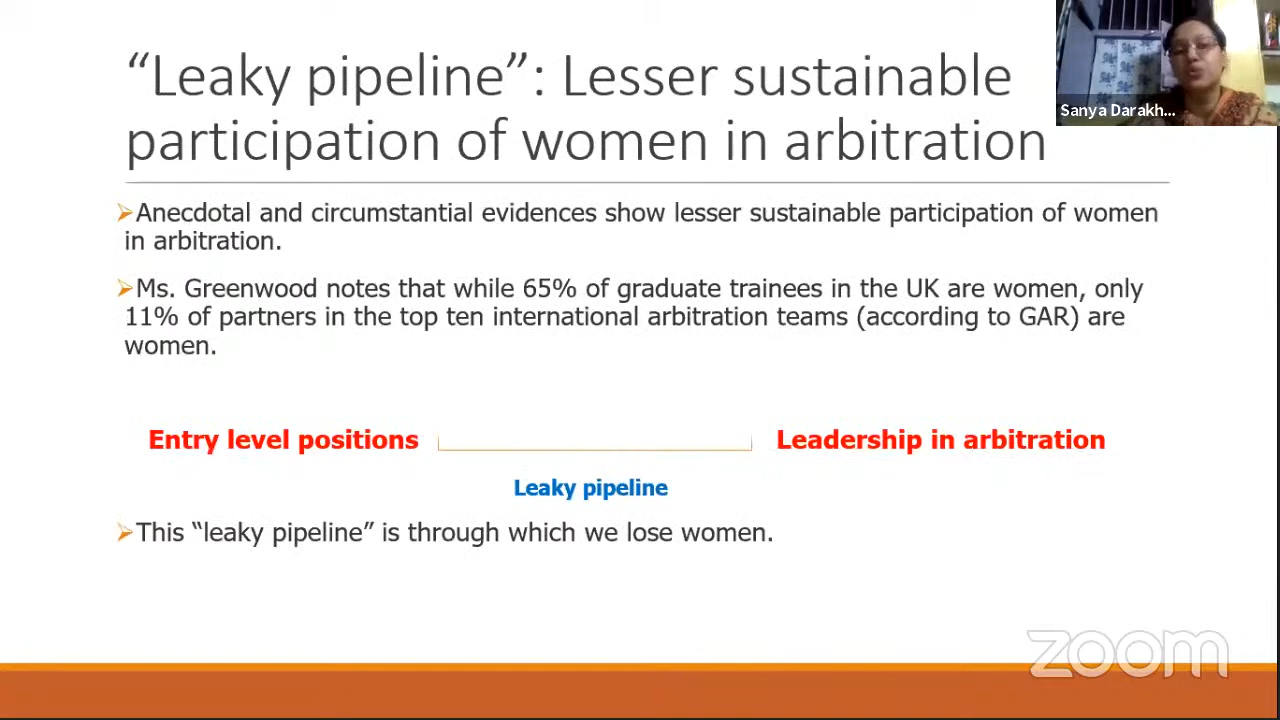 “Leaky pipeline”: Lesser sustainable
participation of women in arbitration
Sanya Darakh...
➢Anecdotal and circumstantial evidences show lesser sustainable participation of women
in arbitration.
➢Ms. Greenwood notes that while 65% of graduate trainees in the UK are women, only
11% of partners in the top ten international arbitration teams (according to GAR) are
women.
Entry level positions Leadership in arbitration
Leaky pipeline
➢This “leaky pipeline” is through which we lose women.
zoom